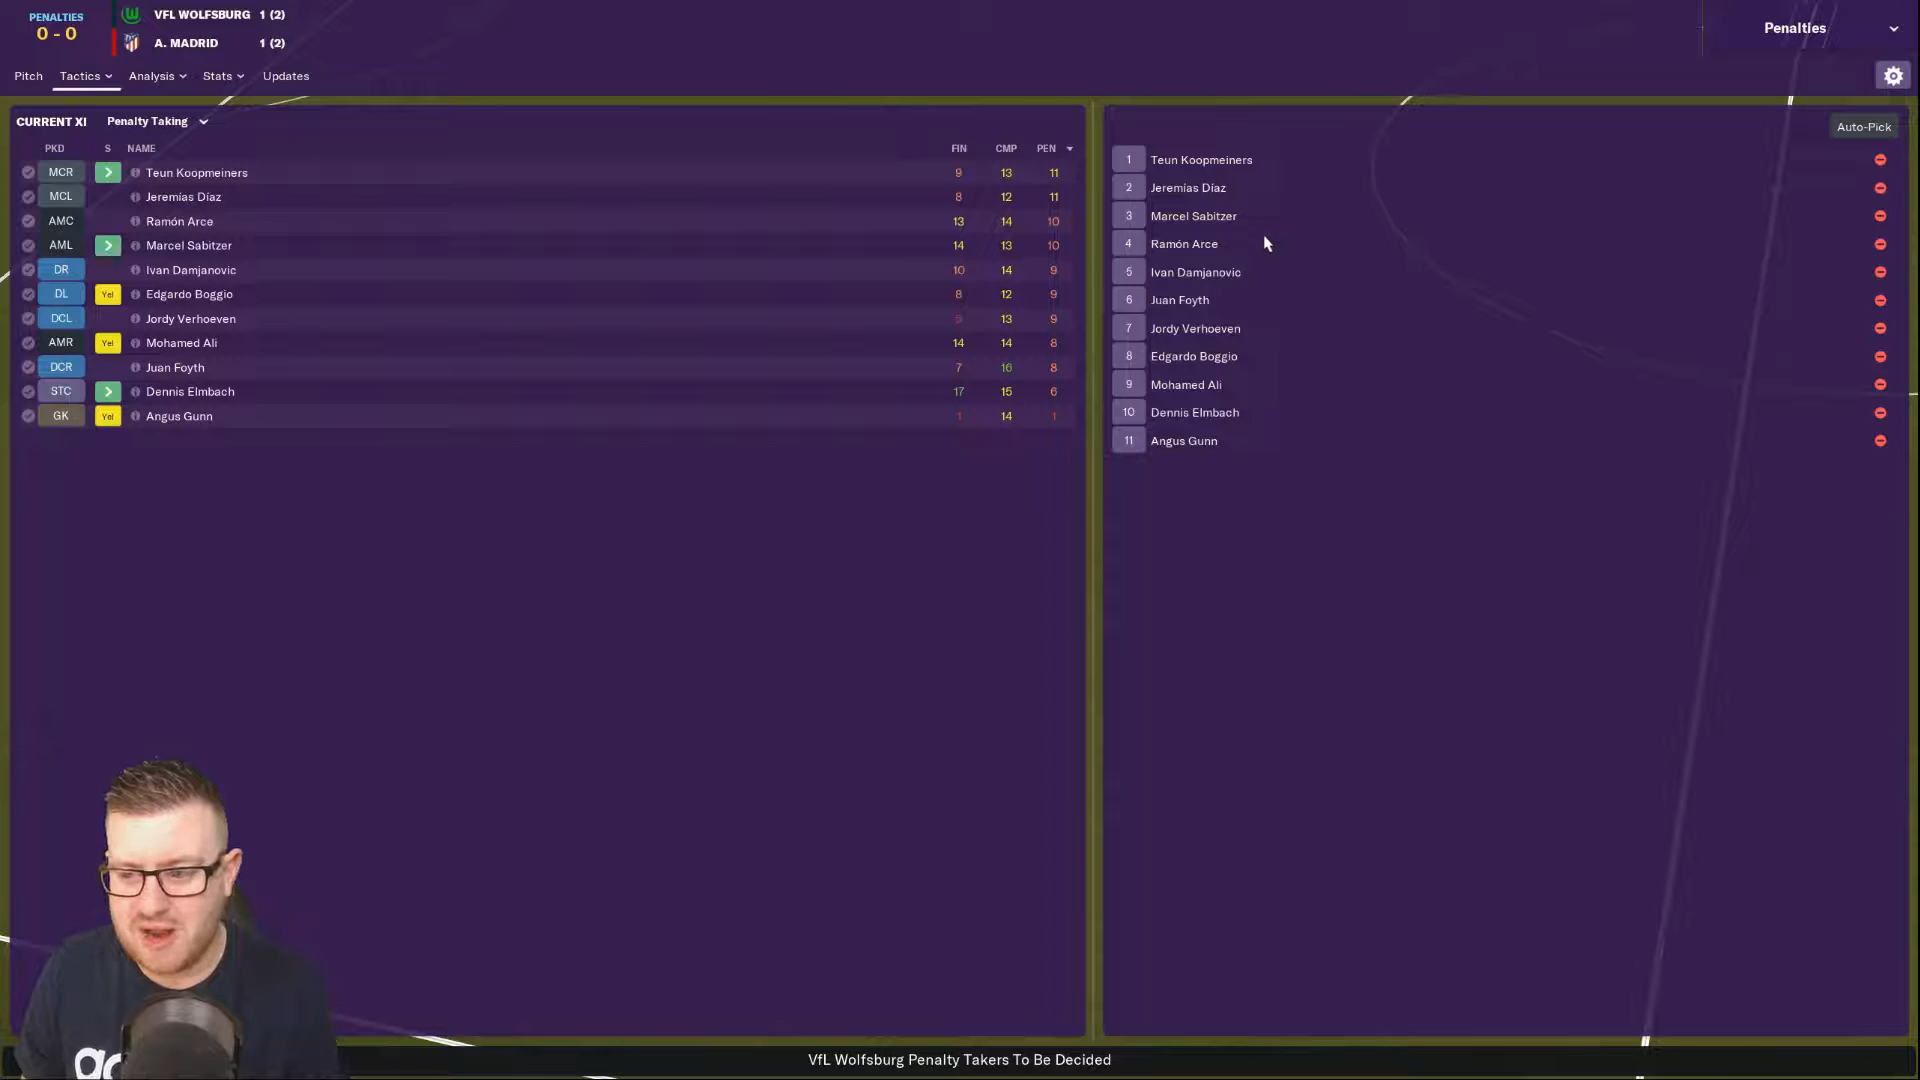 PENALTIES
0 - 0
VFL WOLFSBURG 1 (2)
A. MADRID 1 (2)
Penalties
Pitch Tactics Analysis Stats Updates
CURRENT XI Penalty Taking
PKD S NAME FIN CMP PEN
MCR Teun Koopmeiners 9 13 11
MCL Jeremías Díaz 8 12 11
AMC Ramón Arce 13 14 10
AML Marcel Sabitzer 14 13 10
DR Ivan Damjanovic 10 14 9
DL Yel Edgardo Boggio 8 12 9
DCL Jordy Verhoeven 13 9
AMR Yel Mohamed Ali 14 14 8
DCR Juan Foyth 7 16 8
STC Dennis Elmbach 17 15 6
GK Yel Angus Gunn 1 14 1
Auto-Pick
1 Teun Koopmeiners
2 Jeremías Díaz
3 Marcel Sabitzer
4 Ramón Arce
5 Ivan Damjanovic
6 Juan Foyth
7 Jordy Verhoeven
8 Edgardo Boggio
9 Mohamed Ali
10 Dennis Elmbach
11 Angus Gunn
VfL Wolfsburg Penalty Takers To Be Decided